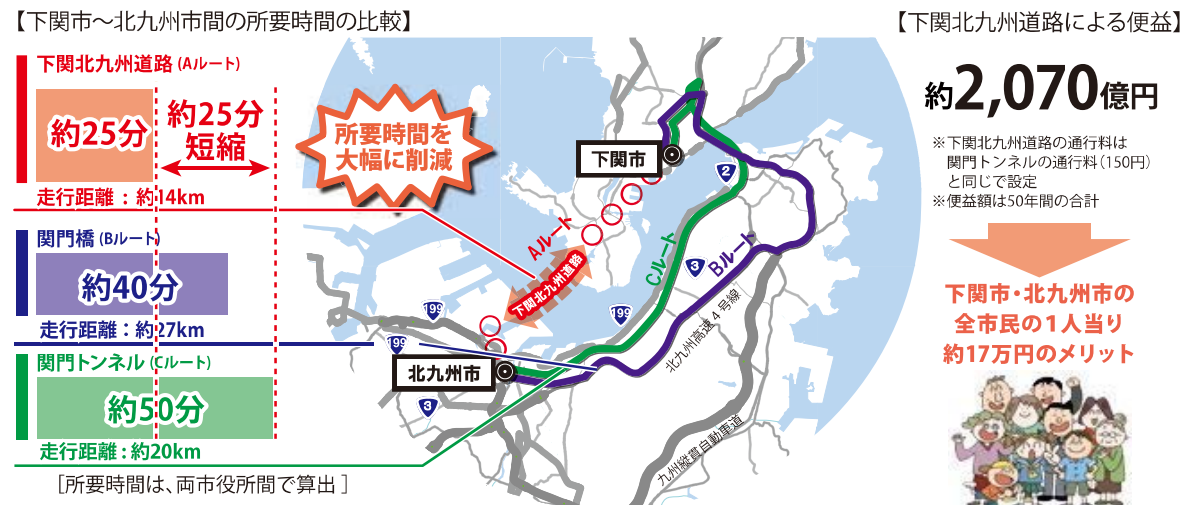 【下関市～北九州市間の所要時間の比較】
下関北九州道路(Aルート)
約25分
約25分
短縮
走行距離：約14km
関門橋(Bルート)
約40分
走行距離：約27km
関門トンネル(Cルート)
約50分
走行距離：約20km
[所要時間は、両市役所間で算出]
所要時間を
大幅に削減
下関市
北九州市
Aルート
下関北九州道路
Cルート
Bルート
2
3
199
199
199
3
北九州高速4号線
九州縦貫自動車道
【下関北九州道路による便益】
約2,070億円
※下関北九州道路の通行料は
関門トンネルの通行料(150円)
と同じで設定
※便益額は50年間の合計
下関市・北九州市の
全市民の1人当り
約17万円のメリット